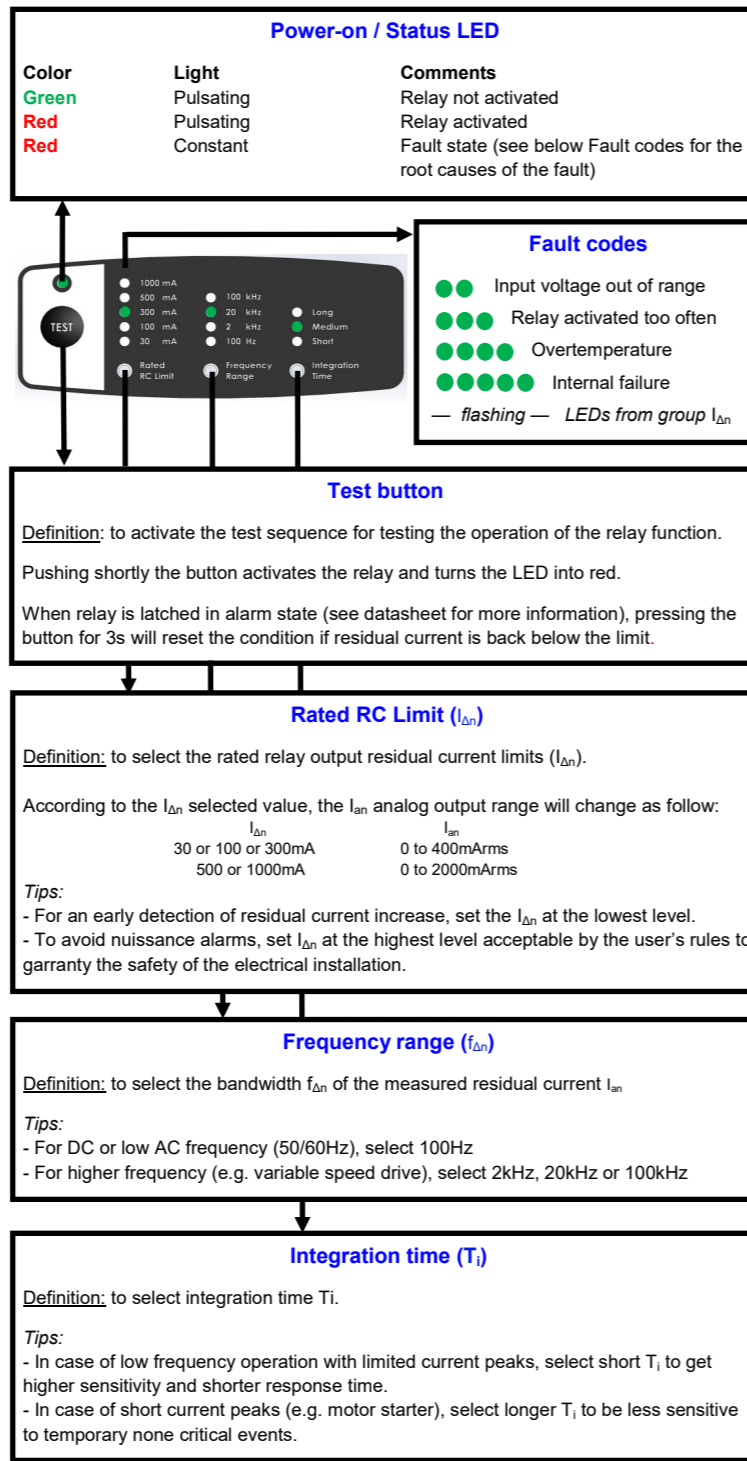 Power-on / Status LED
Color Light Comments
Green Pulsating Relay not activated
Red Pulsating Relay activated
Red Constant Fault state (see below Fault codes for the
root causes of the fault)
1000 mA
500 mA
300 mA
100 mA
30 mA
Rated
RC Limit
100 kHz
20 kHz
2 kHz
100 Hz
Frequency
Range
Long
Medium
Short
Integration
Time
TEST
Fault codes
Input voltage out of range
Relay activated too often
Overtemperature
Internal failure
— flashing — LEDs from group IΔn
Test button
Definition: to activate the test sequence for testing the operation of the relay function.
Pushing shortly the button activates the relay and turns the LED into red.
When relay is latched in alarm state (see datasheet for more information), pressing the
button for 3s will reset the condition if residual current is back below the limit.
Rated RC Limit (IΔn)
Definition: to select the rated relay output residual current limits (IΔn).
According to the IΔn selected value, the Ian analog output range will change as follow:
IΔn Ian
30 or 100 or 300mA 0 to 400mArms
500 or 1000mA 0 to 2000mArms
Tips:
- For an early detection of residual current increase, set the IΔn at the lowest level.
- To avoid nuissance alarms, set IΔn at the highest level acceptable by the user's rules to
garranty the safety of the electrical installation.
Frequency range (fΔn)
Definition: to select the bandwidth fΔn of the measured residual current Ian
Tips:
- For DC or low AC frequency (50/60Hz), select 100Hz
- For higher frequency (e.g. variable speed drive), select 2kHz, 20kHz or 100kHz
Integration time (Ti)
Definition: to select integration time Ti.
Tips:
- In case of low frequency operation with limited current peaks, select short Ti to get
higher sensitivity and shorter response time.
- In case of short current peaks (e.g. motor starter), select longer Ti to be less sensitive
to temporary none critical events.